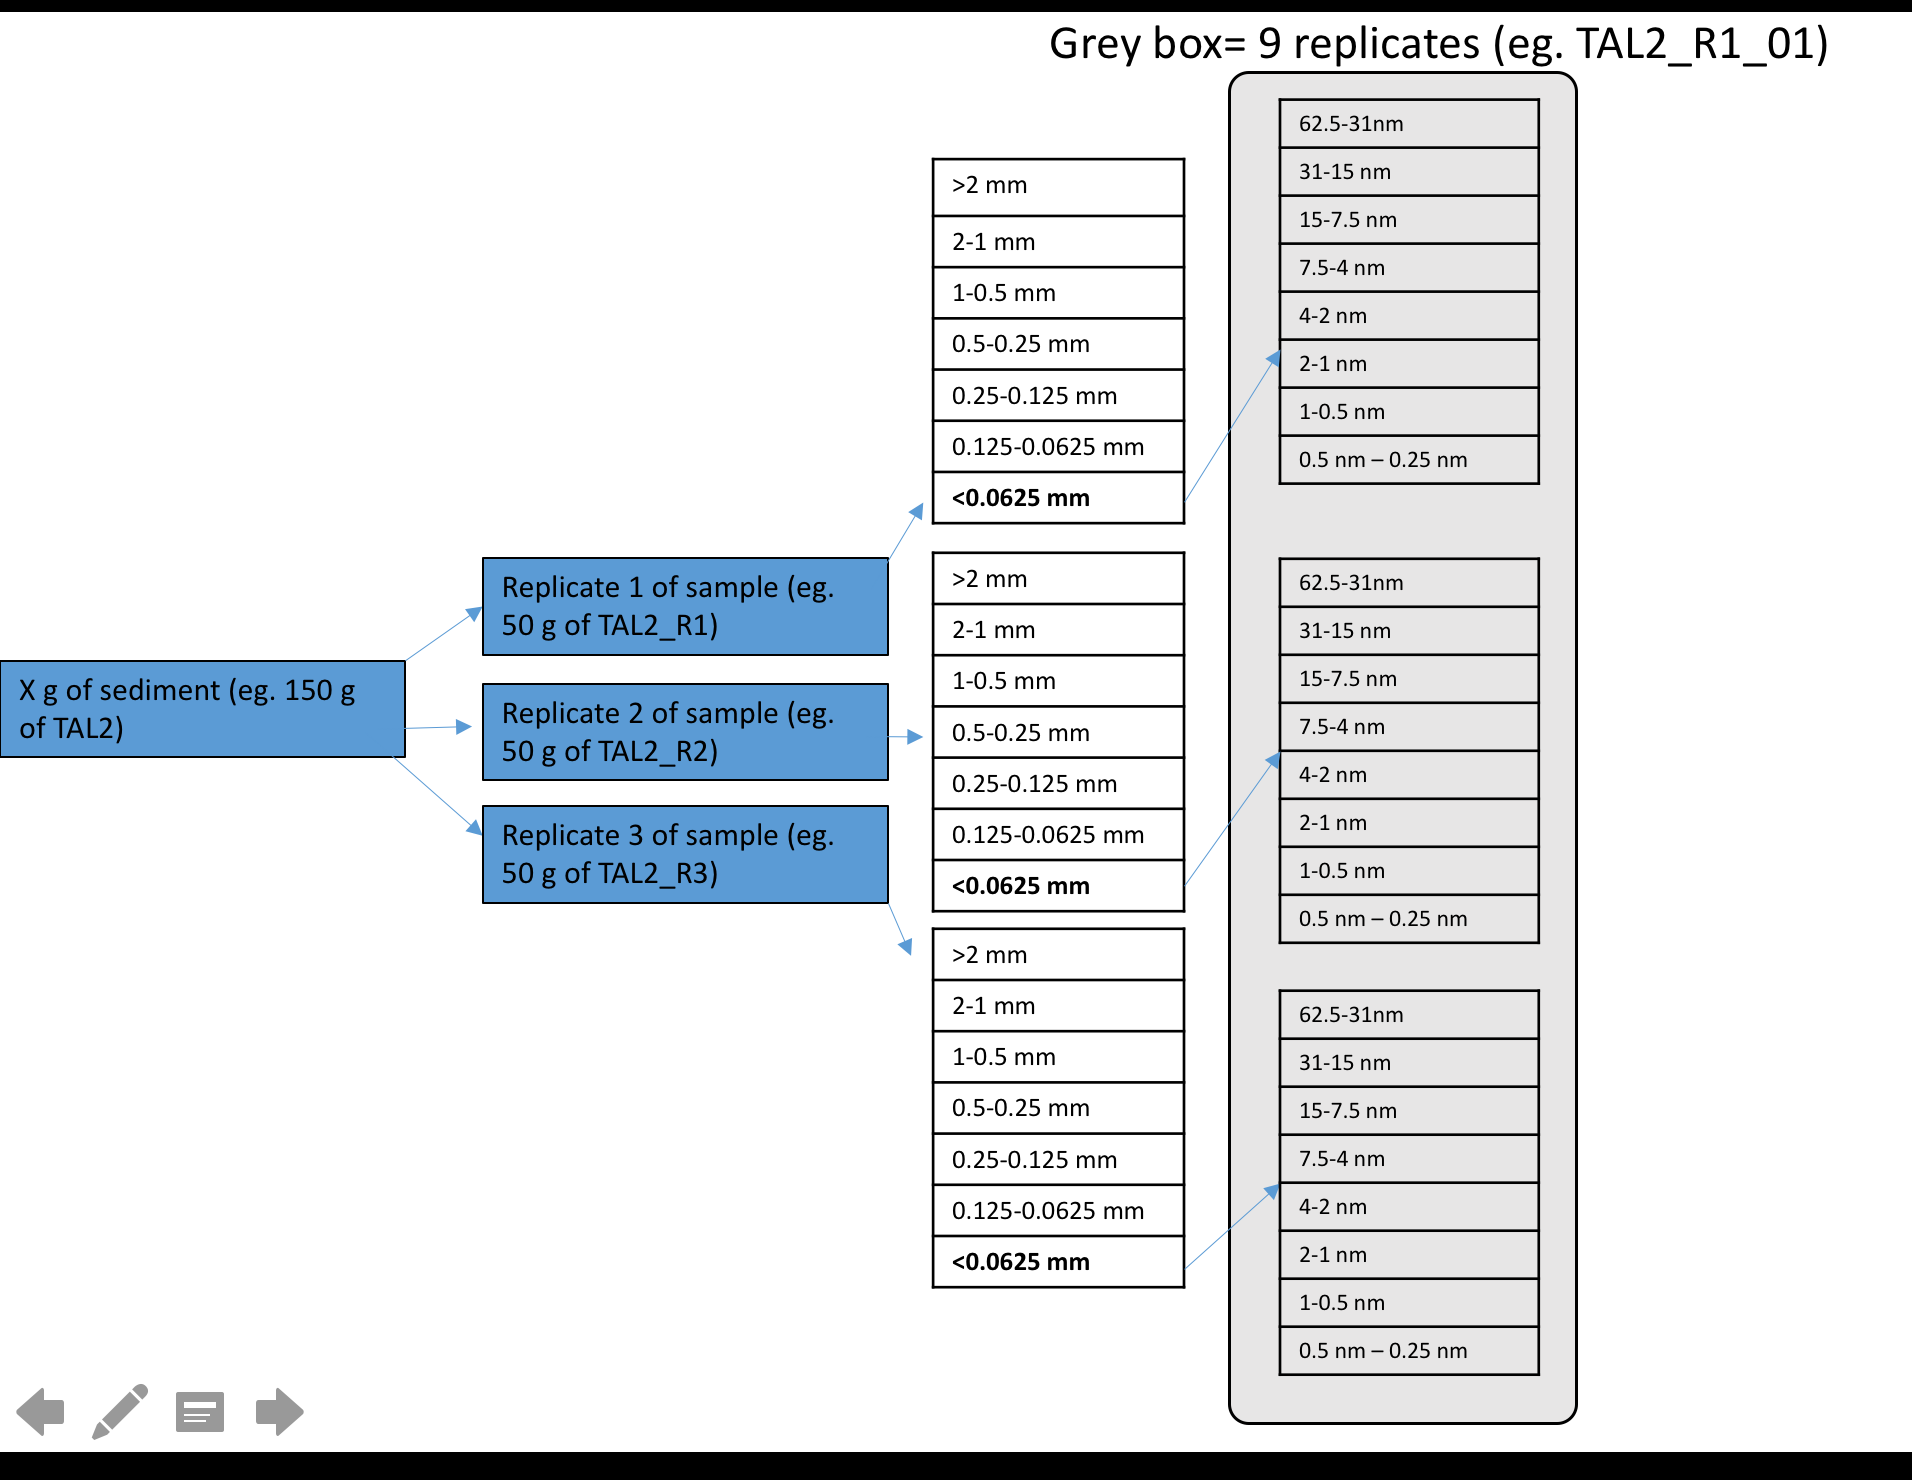 Grey box= 9 replicates (eg. TAL2_R1_01)
X g of sediment (eg. 150 g
of TAL2)
Replicate 1 of sample (eg.
50 g of TAL2_R1)
Replicate 2 of sample (eg.
50 g of TAL2_R2)
Replicate 3 of sample (eg.
50 g of TAL2_R3)
>2 mm
2-1 mm
1-0.5 mm
0.5-0.25 mm
0.25-0.125 mm
0.125-0.0625 mm
<0.0625 mm
>2 mm
2-1 mm
1-0.5 mm
0.5-0.25 mm
0.25-0.125 mm
0.125-0.0625 mm
<0.0625 mm
>2 mm
2-1 mm
1-0.5 mm
0.5-0.25 mm
0.25-0.125 mm
0.125-0.0625 mm
<0.0625 mm
62.5-31nm
31-15 nm
15-7.5 nm
7.5-4 nm
4-2 nm
2-1 nm
1-0.5 nm
0.5 nm – 0.25 nm
62.5-31nm
31-15 nm
15-7.5 nm
7.5-4 nm
4-2 nm
2-1 nm
1-0.5 nm
0.5 nm – 0.25 nm
62.5-31nm
31-15 nm
15-7.5 nm
7.5-4 nm
4-2 nm
2-1 nm
1-0.5 nm
0.5 nm – 0.25 nm